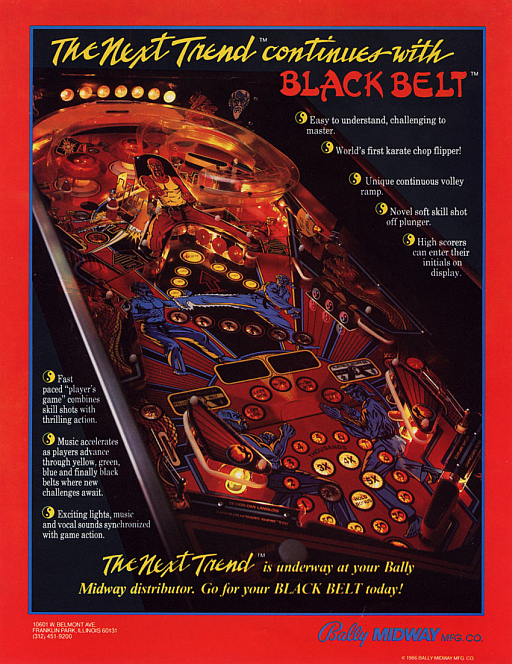 The Next Trend™ continues with
BLACK BELT™
Easy to understand, challenging to
master.
World's first karate chop flipper!
Unique continuous volley
ramp.
Novel soft skill shot
off plunger.
High scorers
can enter their
initials on
display.
Fast
paced "player's
game" combines
skill shots with
thrilling action.
Music accelerates
as players advance
through yellow, green,
blue and finally black
belts where new
challenges await.
Exciting lights, music
and vocal sounds synchronized
with game action.
3X
5X
The Next Trend™ is underway at your Bally
Midway distributor. Go for your BLACK BELT today!
10601 W. BELMONT AVE.
FRANKLIN PARK, ILLINOIS 60131
(312) 451-9200
Bally MIDWAY MFG. CO.
© 1986 BALLY MIDWAY MFG. CO.